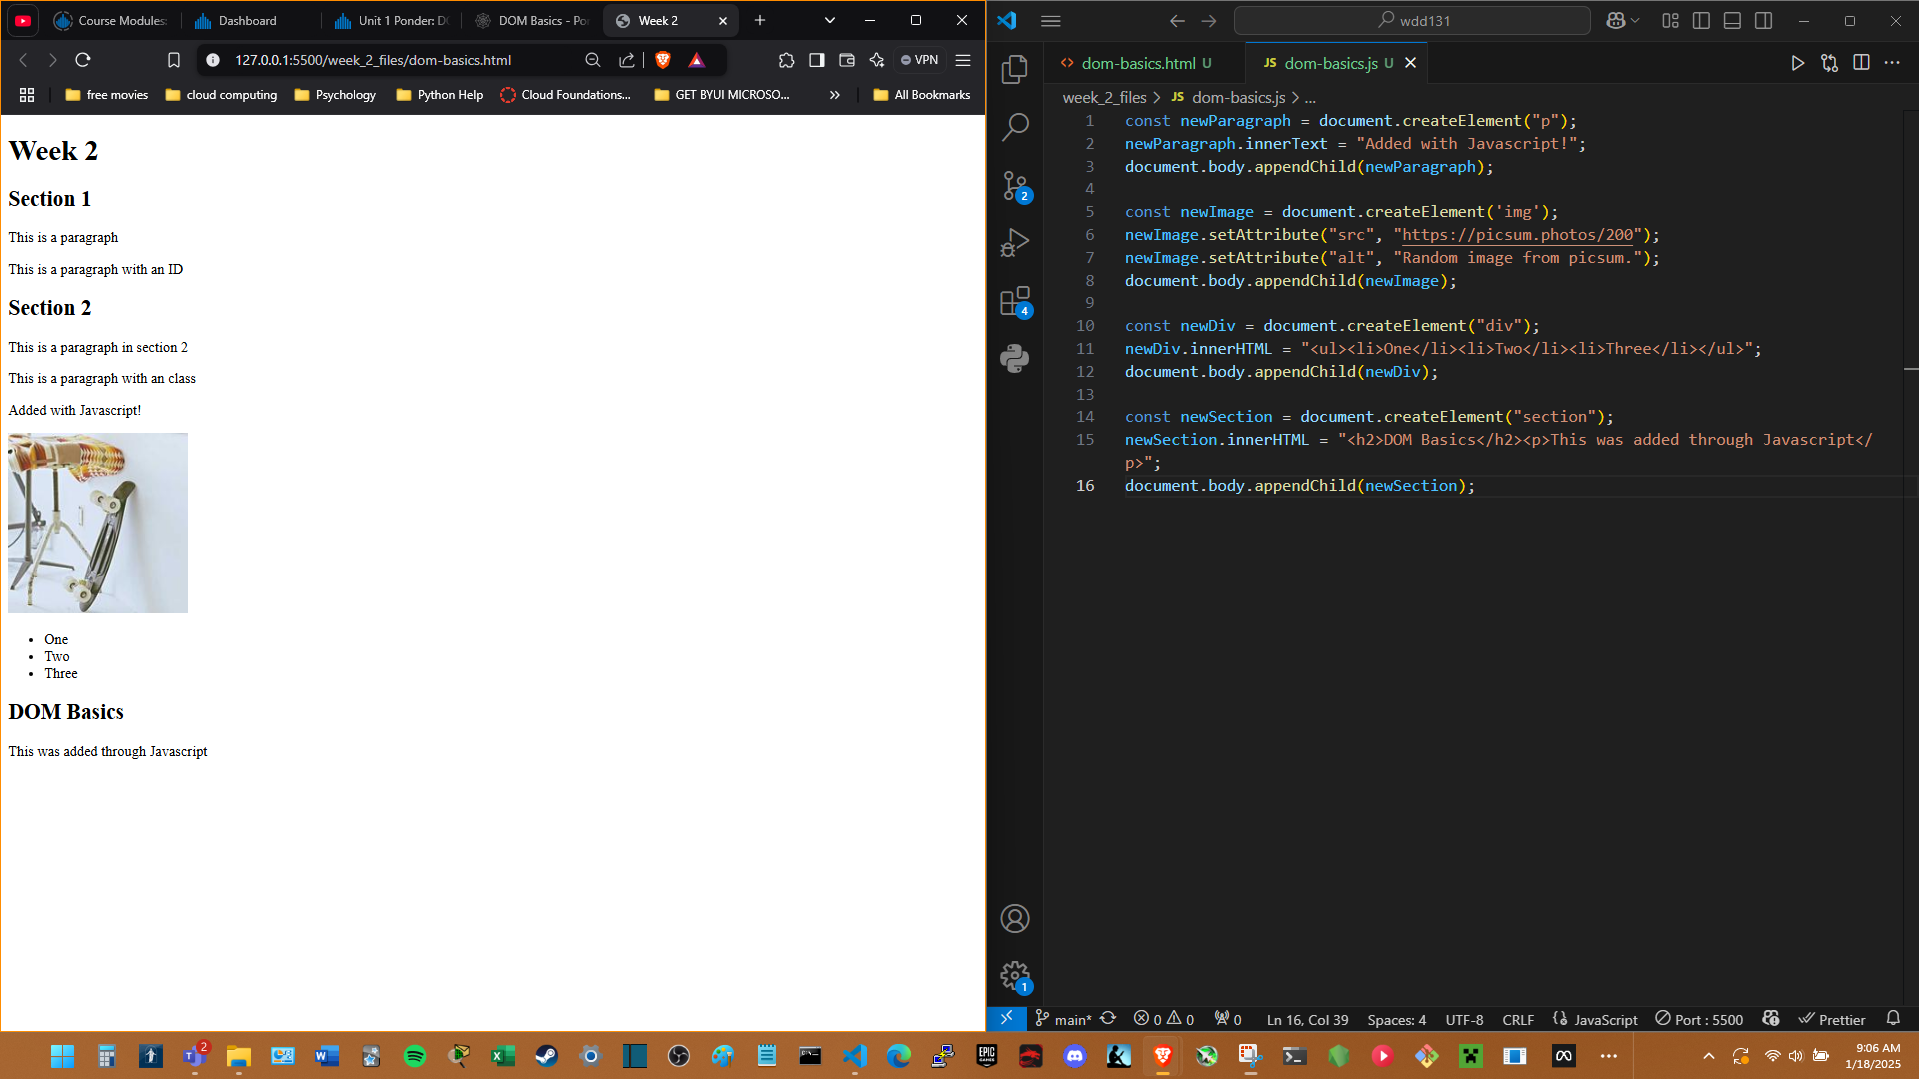 Course Modules:
Dashboard
Unit 1 Ponder: DO
DOM Basics - Po
Week 2
127.0.0.1:5500/week_2_files/dom-basics.html
VPN
free movies
cloud computing
Psychology
Python Help
Cloud Foundations...
GET BYUI MICROSO...
All Bookmarks
Week 2
Section 1
This is a paragraph
This is a paragraph with an ID
Section 2
This is a paragraph in section 2
This is a paragraph with an class
Added with Javascript!
• One
• Two
• Three
DOM Basics
This was added through Javascript
wdd131
dom-basics.html U
JS dom-basics.js U
week_2_files > JS dom-basics.js > ...
1 const newParagraph = document.createElement("p");
2 newParagraph.innerText = "Added with Javascript!";
3 document.body.appendChild(newParagraph);
4
5 const newImage = document.createElement('img');
6 newImage.setAttribute("src", "https://picsum.photos/200");
7 newImage.setAttribute("alt", "Random image from picsum.");
8 document.body.appendChild(newImage);
9
10 const newDiv = document.createElement("div");
11 newDiv.innerHTML = "<ul><li>One</li><li>Two</li><li>Three</li></ul>";
12 document.body.appendChild(newDiv);
13
14 const newSection = document.createElement("section");
15 newSection.innerHTML = "<h2>DOM Basics</h2><p>This was added through Javascript</
p>";
16 document.body.appendChild(newSection);
2
4
1
main* 0 0 0 Ln 16, Col 39 Spaces: 4 UTF-8 CRLF JavaScript Port : 5500 Prettier
2
EPIC GAMES
9:06 AM
1/18/2025